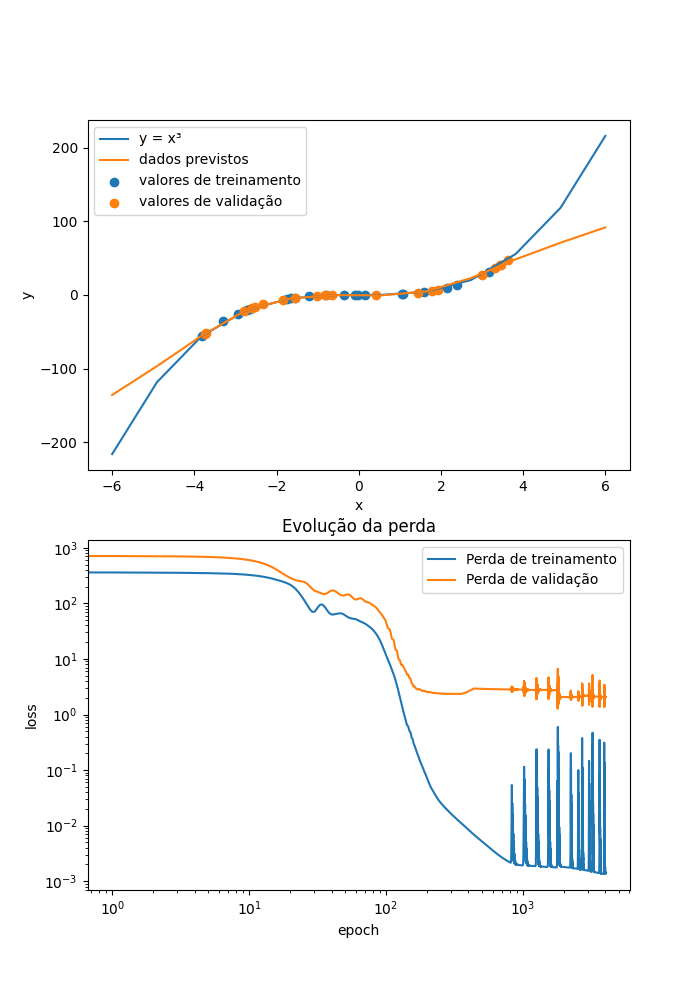 y = x³
dados previstos
valores de treinamento
valores de validação
200
100
0
−100
−200
y
−6
−4
−2
0
2
4
6
x
Evolução da perda
Perda de treinamento
Perda de validação
10³
10²
10¹
10⁰
10⁻¹
10⁻²
10⁻³
loss
10⁰
10¹
10²
10³
epoch